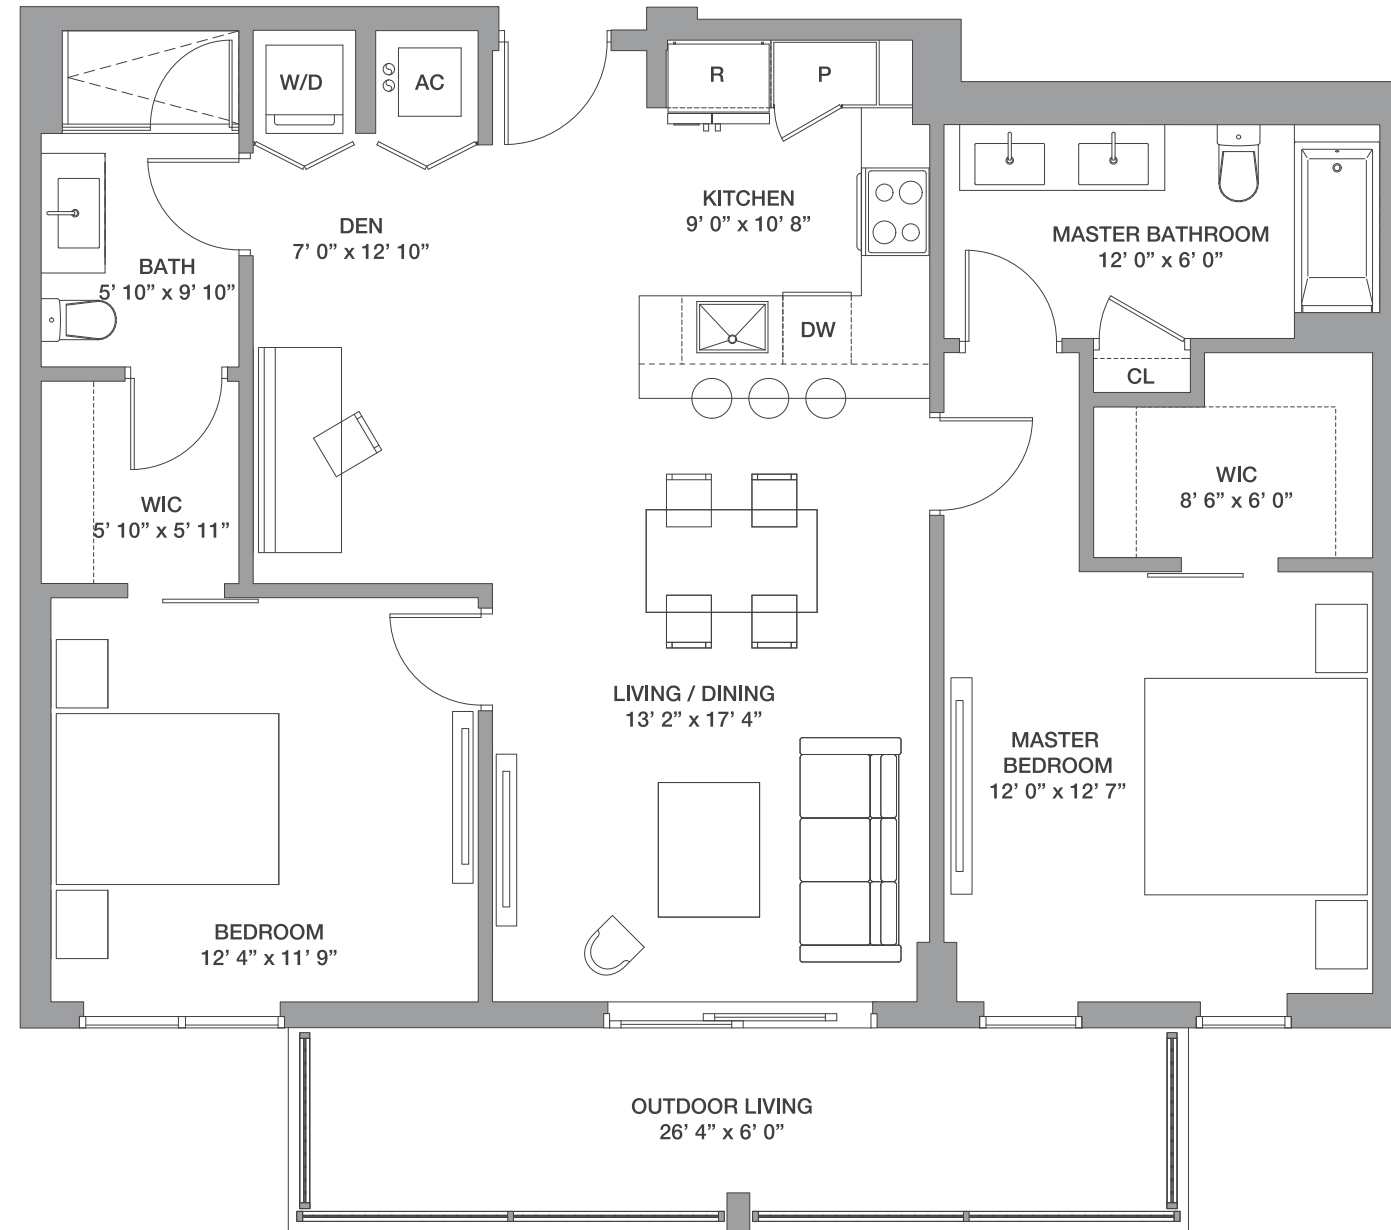 W/D
AC
R
P
KITCHEN
9’ 0” x 10’ 8”
DEN
7’ 0” x 12’ 10”
MASTER BATHROOM
12’ 0” x 6’ 0”
BATH
5’ 10” x 9’ 10”
DW
CL
WIC
8’ 6” x 6’ 0”
WIC
5’ 10” x 5’ 11”
LIVING / DINING
13’ 2” x 17’ 4”
MASTER
BEDROOM
12’ 0” x 12’ 7”
BEDROOM
12’ 4” x 11’ 9”
OUTDOOR LIVING
26’ 4” x 6’ 0”